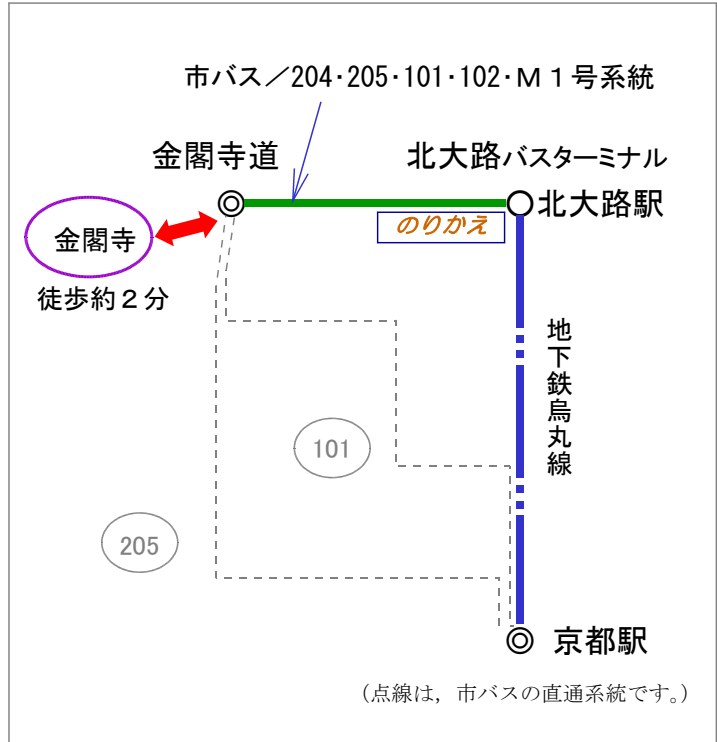 市バス／204・205・101・102・Ｍ１号系統
金閣寺道
北大路バスターミナル
北大路駅
のりかえ
金閣寺
徒歩約２分
地下鉄烏丸線
101
205
京都駅
（点線は，市バスの直通系統です。）